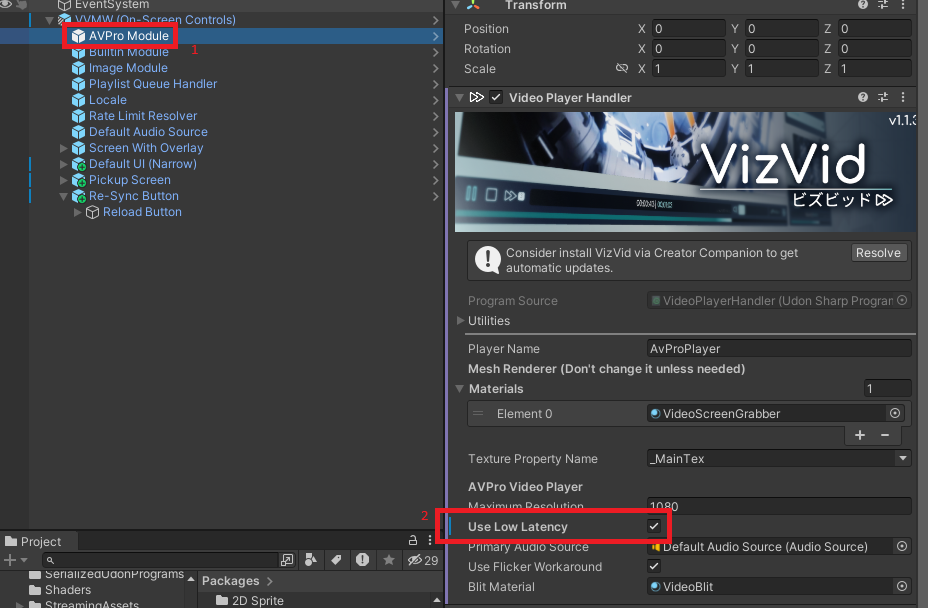 EventSystem
VVMW (On-Screen Controls)
AVPro Module
1
Builtin Module
Image Module
Playlist Queue Handler
Locale
Rate Limit Resolver
Default Audio Source
Screen With Overlay
Default UI (Narrow)
Pickup Screen
Re-Sync Button
Reload Button
Project
29
SerializedUdonPrograms
Shaders
StreamingAssets
Packages
2D Sprite
Transform
Position X 0 Y 0 Z 0
Rotation X 0 Y 0 Z 0
Scale X 1 Y 1 Z 1
Video Player Handler
v1.1.3
VizVid
ビズビッド
Consider install VizVid via Creator Companion to get
automatic updates.
Resolve
Program Source VideoPlayerHandler (Udon Sharp Program
Utilities
Player Name AvProPlayer
Mesh Renderer (Don't change it unless needed)
Materials 1
Element 0 VideoScreenGrabber
+ −
Texture Property Name _MainTex
AVPro Video Player
Maximum Resolution 1080
2
Use Low Latency
Primary Audio Source Default Audio Source (Audio Source)
Use Flicker Workaround
Blit Material VideoBlit